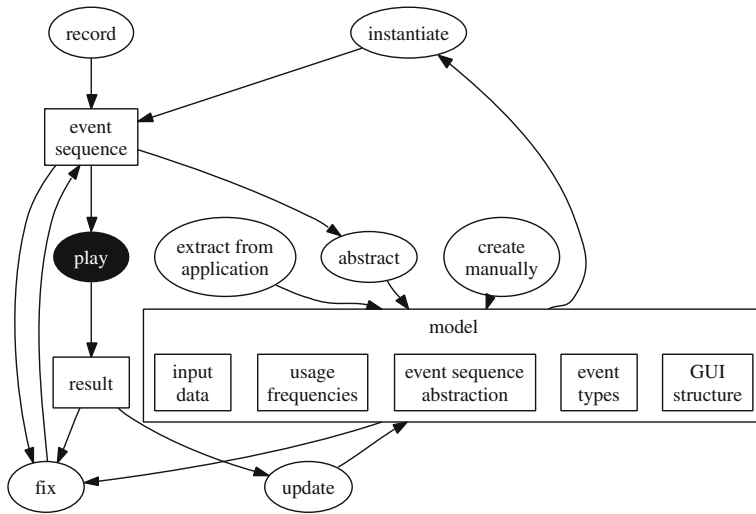 record
instantiate
event
sequence
play
extract from
application
abstract
create
manually
model
result
input
data
usage
frequencies
event sequence
abstraction
event
types
GUI
structure
fix
update